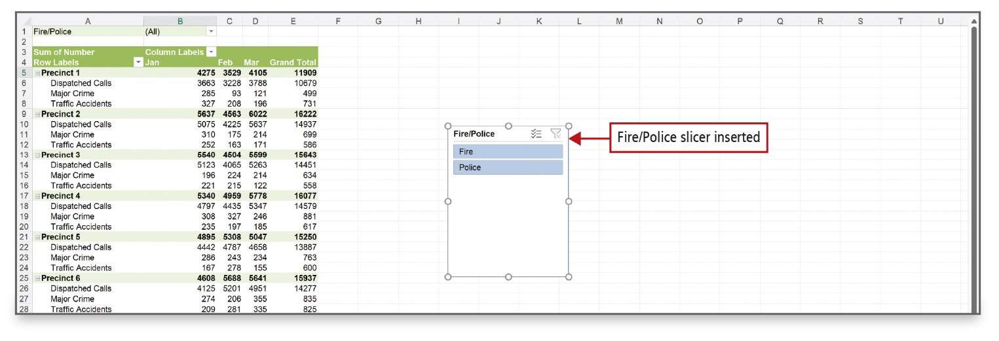 A B C D E F G H I J K L M N O P Q R S T U
1 Fire/Police (All)
2
3 Sum of Number Column Labels
4 Row Labels Jan Feb Mar Grand Total
5 Precinct 1 4275 3529 4105 11909
6 Dispatched Calls 3663 3228 3788 10679
7 Major Crime 285 93 121 499
8 Traffic Accidents 327 208 196 731
9 Precinct 2 5637 4563 6022 16222
10 Dispatched Calls 5075 4225 5637 14937
11 Major Crime 310 175 214 699
12 Traffic Accidents 252 163 171 586
13 Precinct 3 5540 4504 5599 15643
14 Dispatched Calls 5123 4065 5263 14451
15 Major Crime 196 224 214 634
16 Traffic Accidents 221 215 122 558
17 Precinct 4 5340 4959 5778 16077
18 Dispatched Calls 4797 4435 5347 14579
19 Major Crime 308 327 246 881
20 Traffic Accidents 235 197 185 617
21 Precinct 5 4895 5308 5047 15250
22 Dispatched Calls 4442 4787 4658 13887
23 Major Crime 286 243 234 763
24 Traffic Accidents 167 278 155 600
25 Precinct 6 4608 5688 5641 15937
26 Dispatched Calls 4125 5201 4951 14277
27 Major Crime 274 206 355 835
28 Traffic Accidents 209 281 335 825
Fire/Police
Fire
Police
Fire/Police slicer inserted